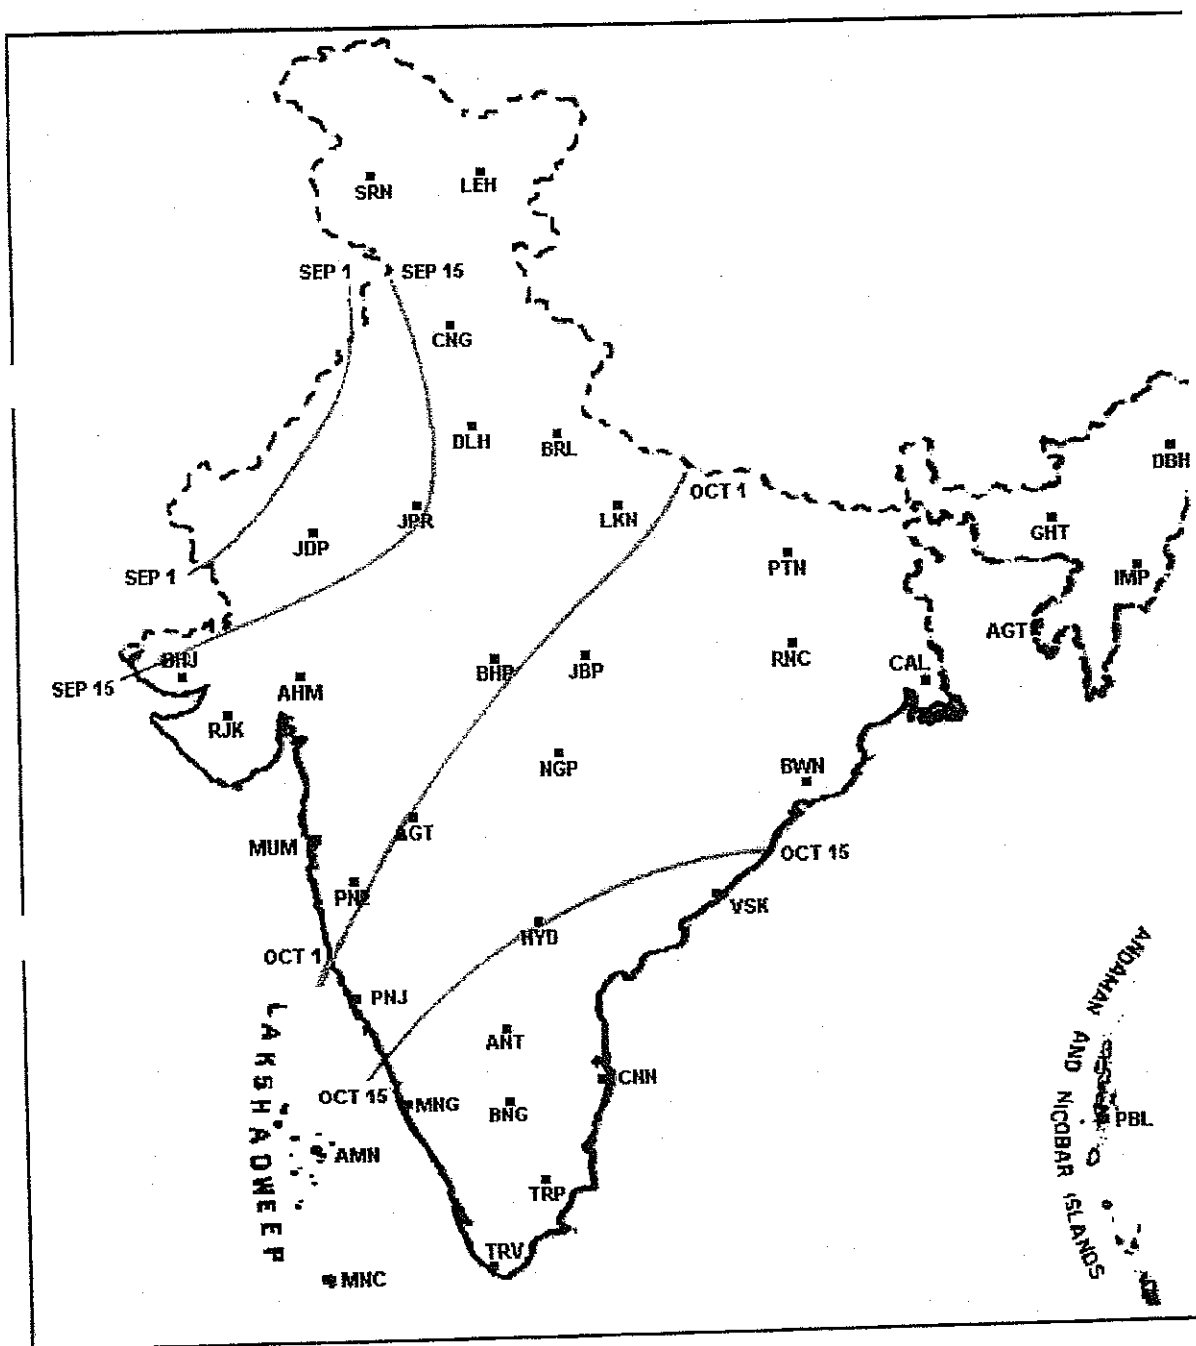 SRN
LEH
SEP 1
SEP 15
CNG
DLH
BRL
DBH
OCT 1
JPR
LKN
GHT
JDP
PTN
SEP 1
IMP
AGT
RNC
BHJ
BHP
JBP
CAL
SEP 15
AHM
RJK
NGP
BWN
AGT
MUM
OCT 15
PNE
VSK
HYD
OCT 1
PNJ
ANT
CNN
OCT 15
MNG
BNG
PBL
AMN
TRP
TRV
MNC
LAKSHADWEEP
ANDAMAN AND NICOBAR ISLANDS